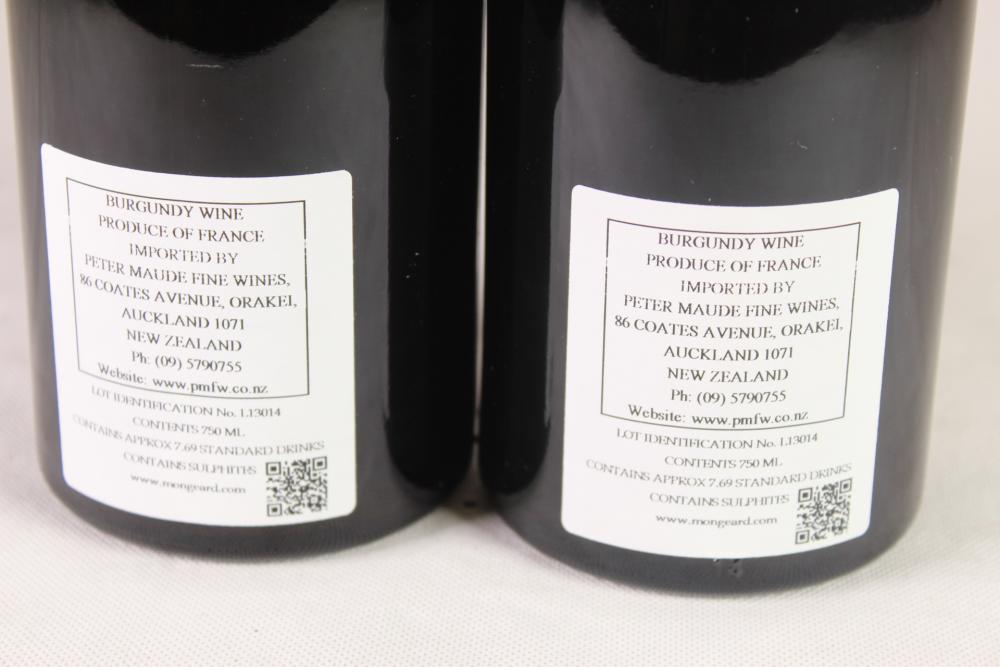 BURGUNDY WINE
PRODUCE OF FRANCE
IMPORTED BY
PETER MAUDE FINE WINES,
86 COATES AVENUE, ORAKEI,
AUCKLAND 1071
NEW ZEALAND
Ph: (09) 5790755
Website: www.pmfw.co.nz
LOT IDENTIFICATION No. L13014
CONTENTS 750 ML
CONTAINS APPROX 7.69 STANDARD DRINKS
CONTAINS SULPHITES
www.mongeard.com
BURGUNDY WINE
PRODUCE OF FRANCE
IMPORTED BY
PETER MAUDE FINE WINES,
86 COATES AVENUE, ORAKEI,
AUCKLAND 1071
NEW ZEALAND
Ph: (09) 5790755
Website: www.pmfw.co.nz
LOT IDENTIFICATION No. L13014
CONTENTS 750 ML
CONTAINS APPROX 7.69 STANDARD DRINKS
CONTAINS SULPHITES
www.mongeard.com